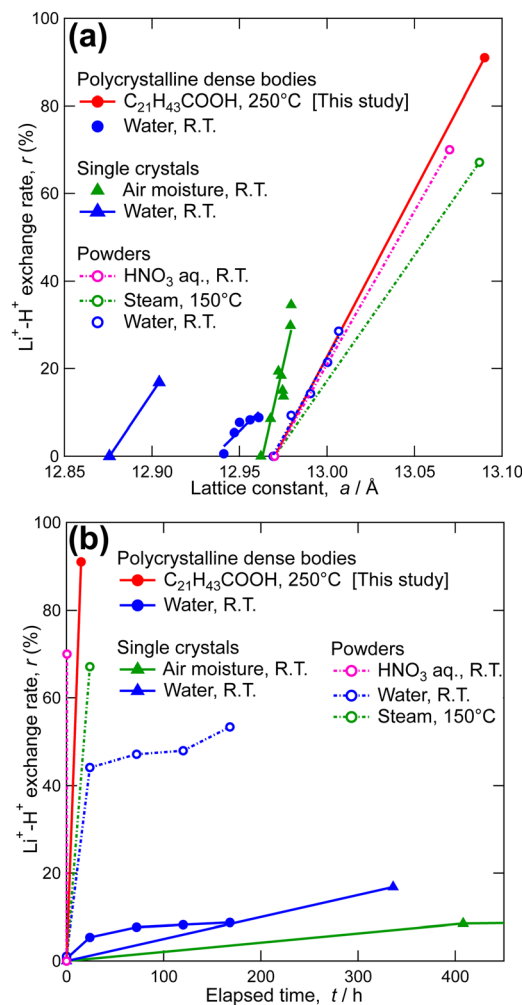 (a)
100
80
60
40
20
0
Li⁺-H⁺ exchange rate, r (%)
Polycrystalline dense bodies
C₂₁H₄₃COOH, 250°C [This study]
Water, R.T.
Single crystals
Air moisture, R.T.
Water, R.T.
Powders
HNO₃ aq., R.T.
Steam, 150°C
Water, R.T.
12.85 12.90 12.95 13.00 13.05 13.10
Lattice constant, a / Å
(b)
100
80
60
40
20
0
Li⁺-H⁺ exchange rate, r (%)
Polycrystalline dense bodies
C₂₁H₄₃COOH, 250°C [This study]
Water, R.T.
Single crystals
Air moisture, R.T.
Water, R.T.
Powders
HNO₃ aq., R.T.
Water, R.T.
Steam, 150°C
0 100 200 300 400
Elapsed time, t / h